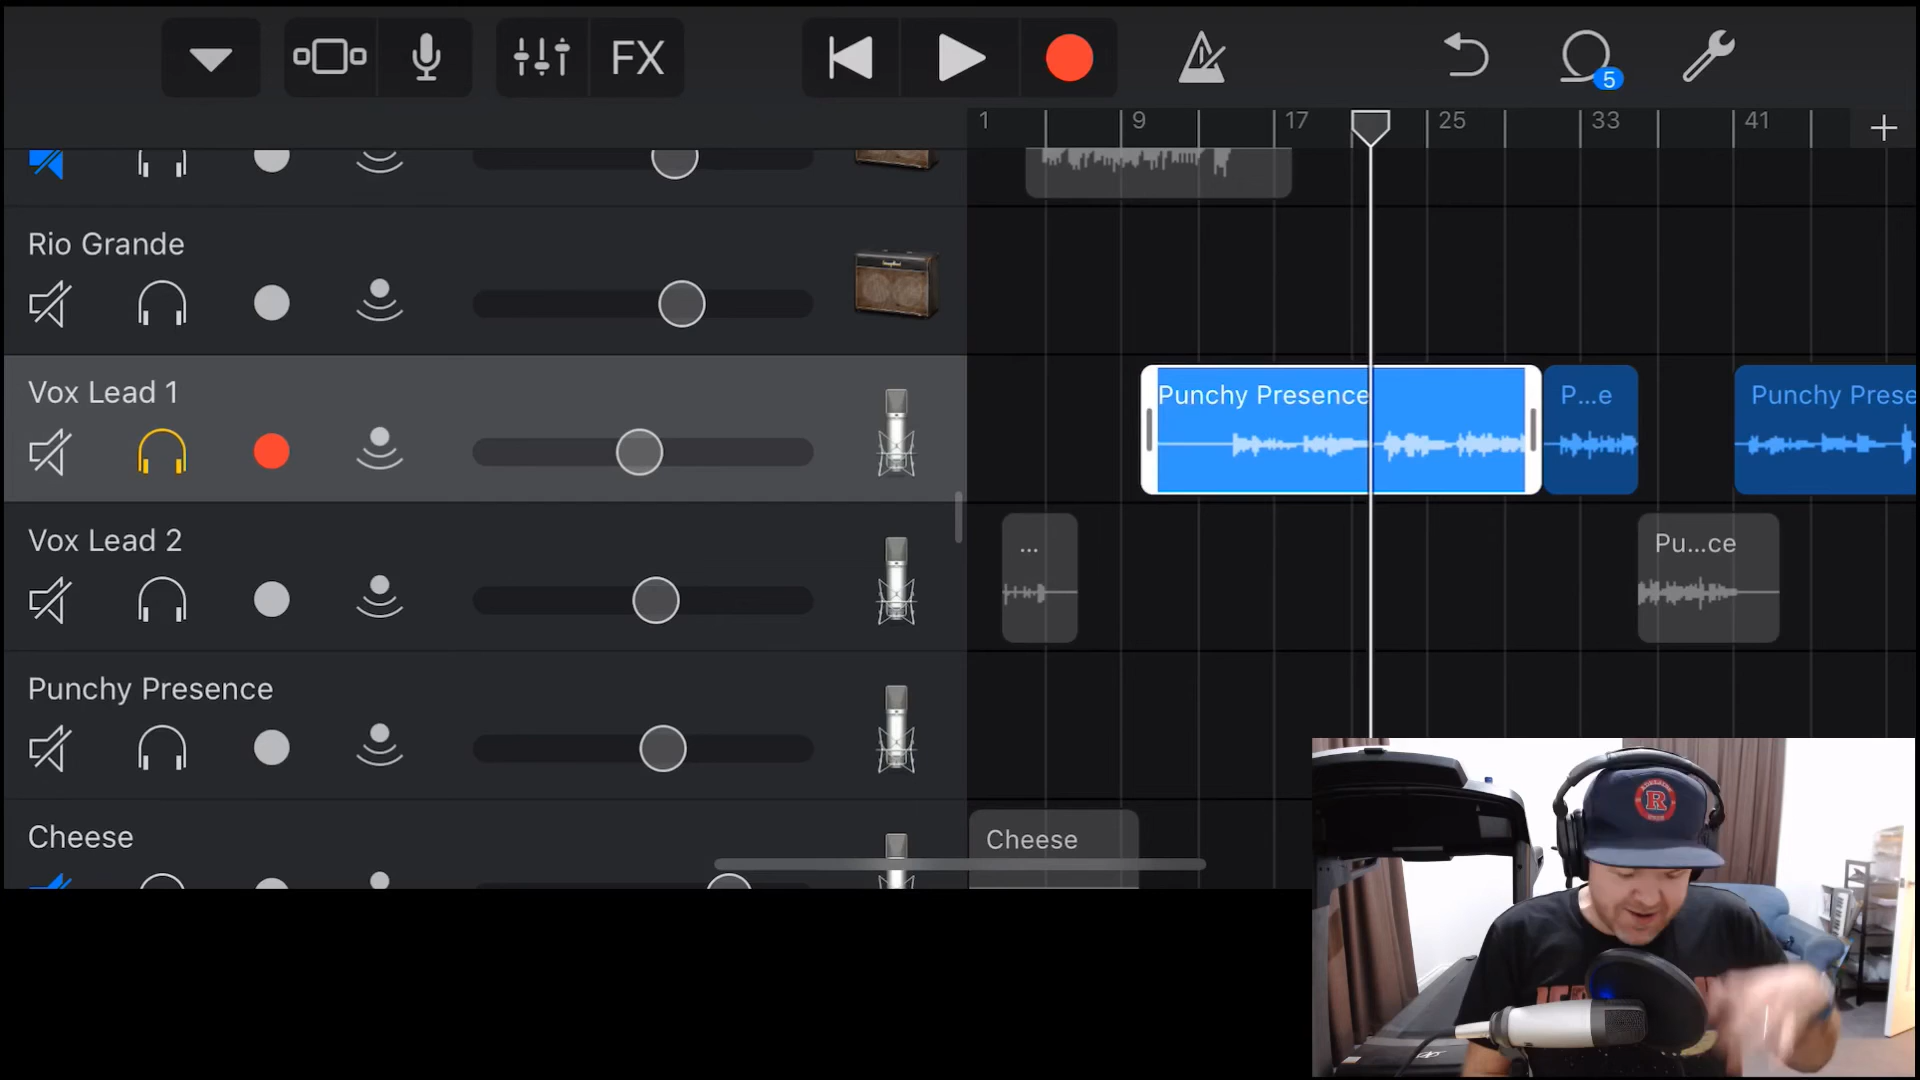 FX
5
1 9 17 25 33 41
Rio Grande
Vox Lead 1
Punchy Presence
P...e
Punchy Prese
Vox Lead 2
...
Pu...ce
Punchy Presence
Cheese
Cheese
R